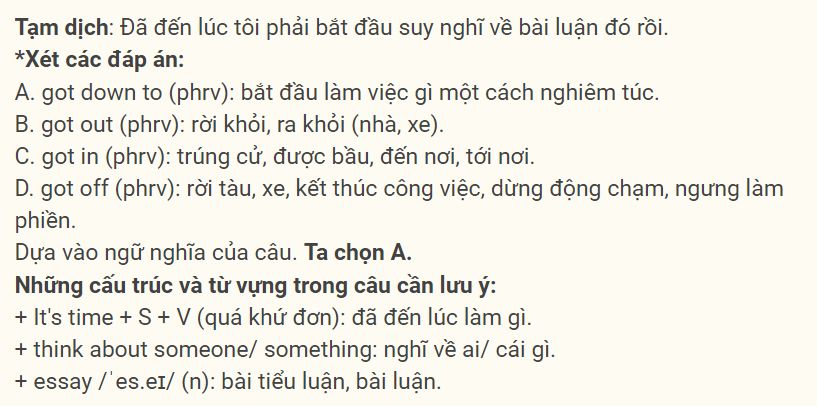 Tạm dịch: Đã đến lúc tôi phải bắt đầu suy nghĩ về bài luận đó rồi.
*Xét các đáp án:
A. got down to (phrv): bắt đầu làm việc gì một cách nghiêm túc.
B. got out (phrv): rời khỏi, ra khỏi (nhà, xe).
C. got in (phrv): trúng cử, được bầu, đến nơi, tới nơi.
D. got off (phrv): rời tàu, xe, kết thúc công việc, dừng động chạm, ngưng làm
phiền.
Dựa vào ngữ nghĩa của câu. Ta chọn A.
Những cấu trúc và từ vựng trong câu cần lưu ý:
+ It's time + S + V (quá khứ đơn): đã đến lúc làm gì.
+ think about someone/ something: nghĩ về ai/ cái gì.
+ essay /ˈes.eɪ/ (n): bài tiểu luận, bài luận.